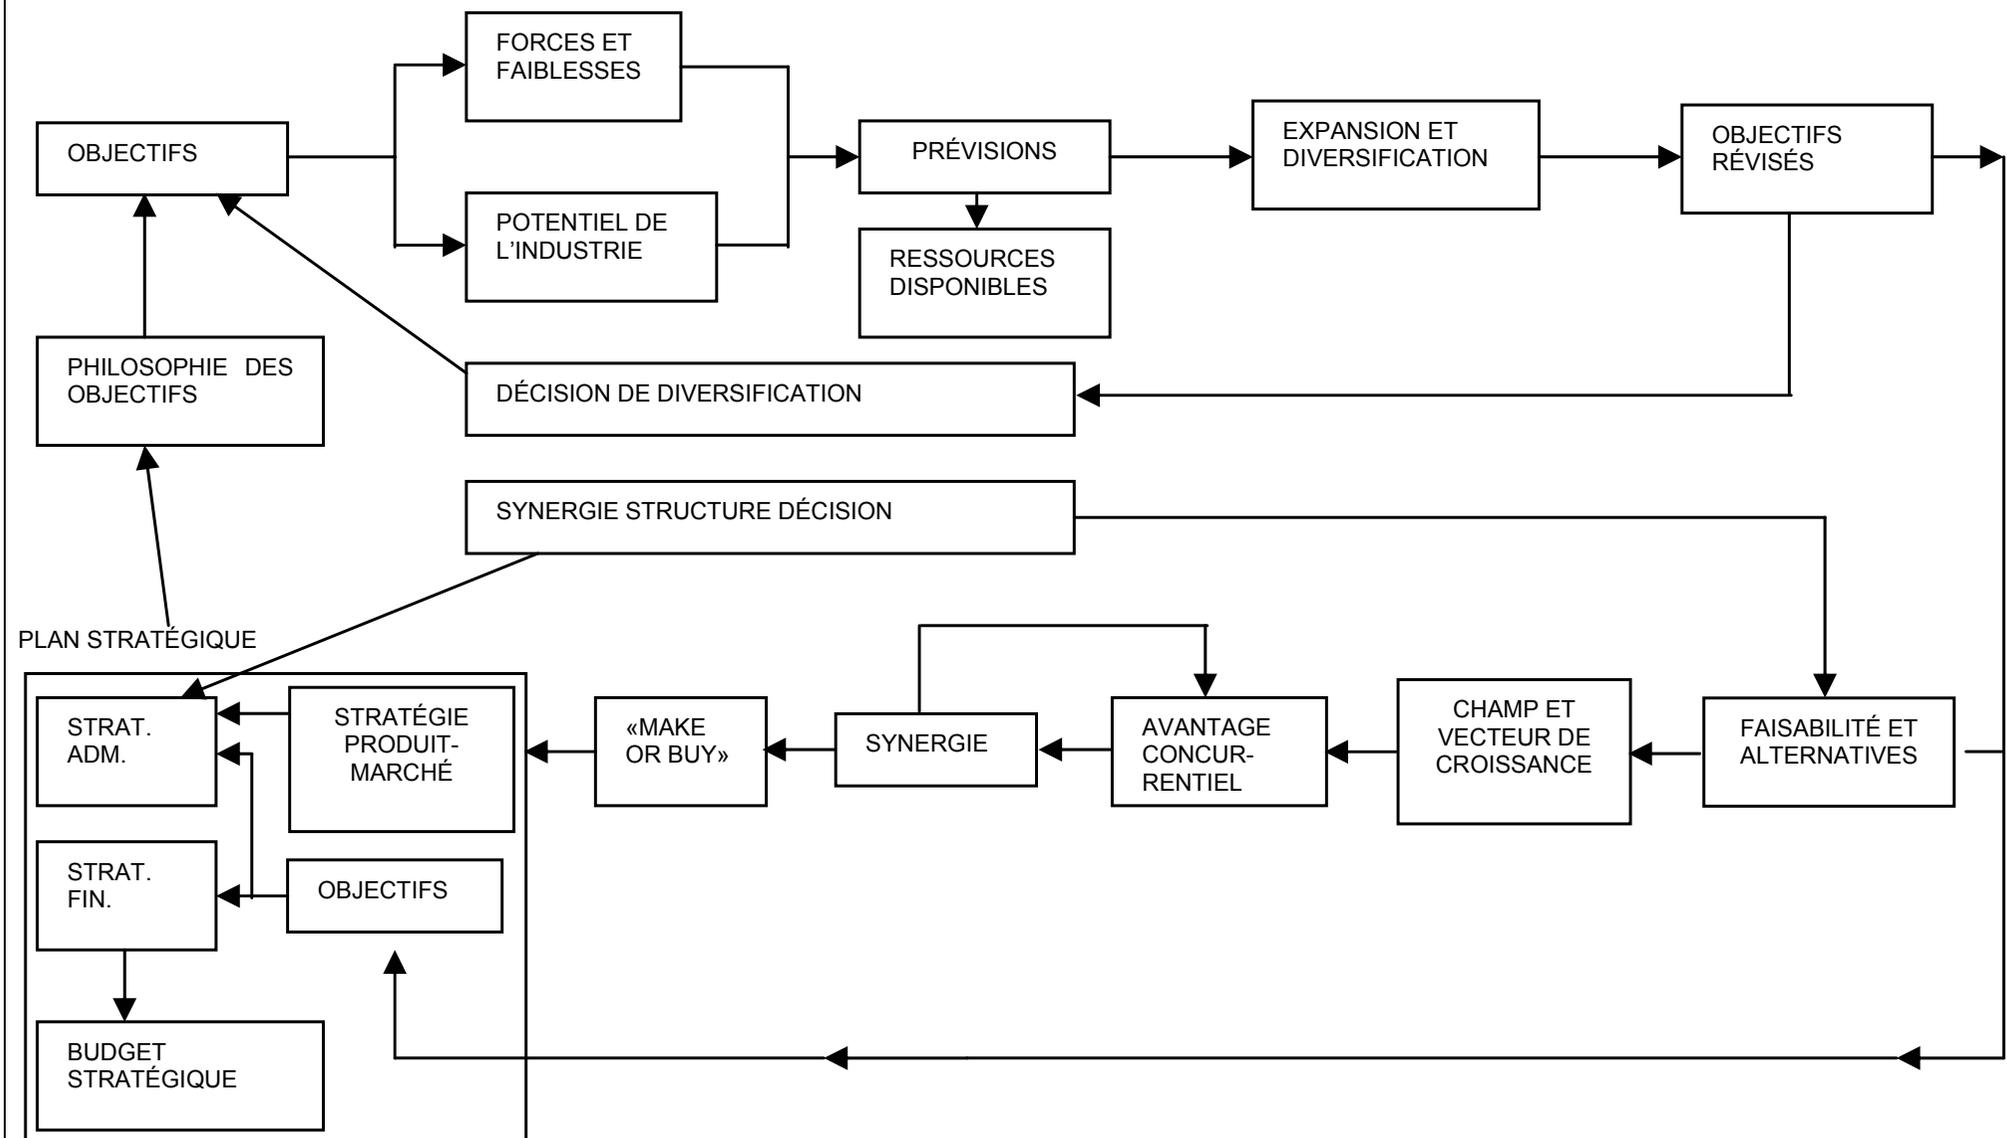 FORCES ET
FAIBLESSES
OBJECTIFS
PRÉVISIONS
EXPANSION ET
DIVERSIFICATION
OBJECTIFS
RÉVISÉS
POTENTIEL DE
L’INDUSTRIE
RESSOURCES
DISPONIBLES
PHILOSOPHIE DES
OBJECTIFS
DÉCISION DE DIVERSIFICATION
SYNERGIE STRUCTURE DÉCISION
PLAN STRATÉGIQUE
STRAT.
ADM.
STRATÉGIE
PRODUIT-
MARCHÉ
«MAKE
OR BUY»
SYNERGIE
AVANTAGE
CONCUR-
RENTIEL
CHAMP ET
VECTEUR DE
CROISSANCE
FAISABILITÉ ET
ALTERNATIVES
STRAT.
FIN.
OBJECTIFS
BUDGET
STRATÉGIQUE